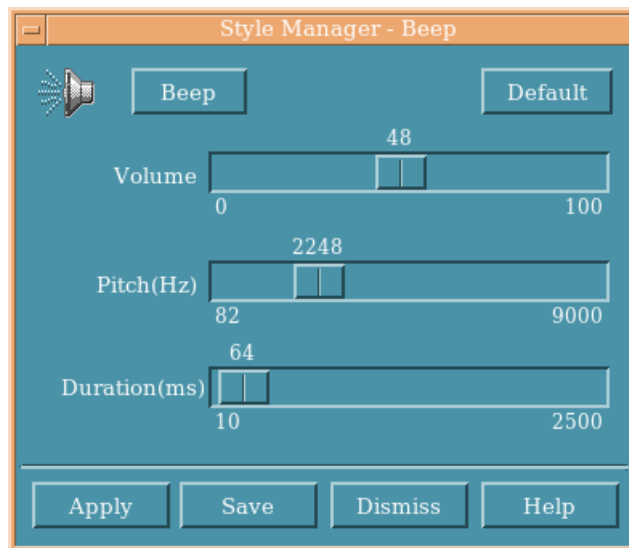 Style Manager - Beep
Beep Default
48
Volume
0 100
2248
Pitch(Hz)
82 9000
64
Duration(ms)
10 2500
Apply Save Dismiss Help